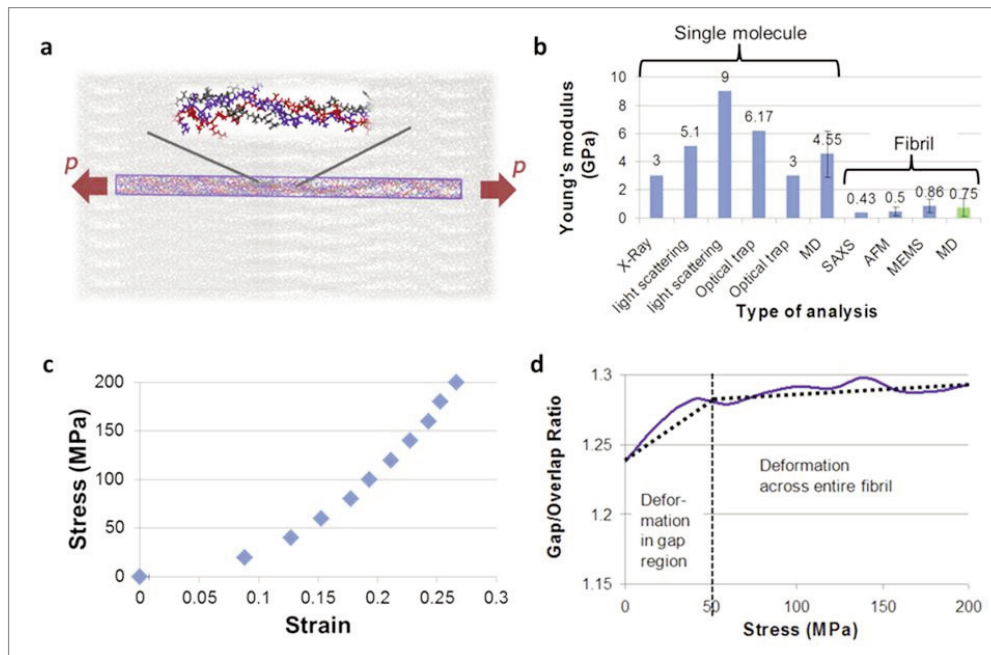 a
p
p
b
Single molecule
Fibril
Young's modulus
(GPa)
10
8
6
4
2
0
3
5.1
9
6.17
3
4.55
0.43
0.5
0.86
0.75
X-Ray
light scattering
light scattering
Optical trap
Optical trap
MD
SAXS
AFM
MEMS
MD
Type of analysis
c
Stress (MPa)
200
150
100
50
0
0
0.05
0.1
0.15
0.2
0.25
0.3
Strain
d
Gap/Overlap Ratio
1.3
1.25
1.2
1.15
Defor-
mation
in gap
region
Deformation
across entire fibril
0
50
100
150
200
Stress (MPa)